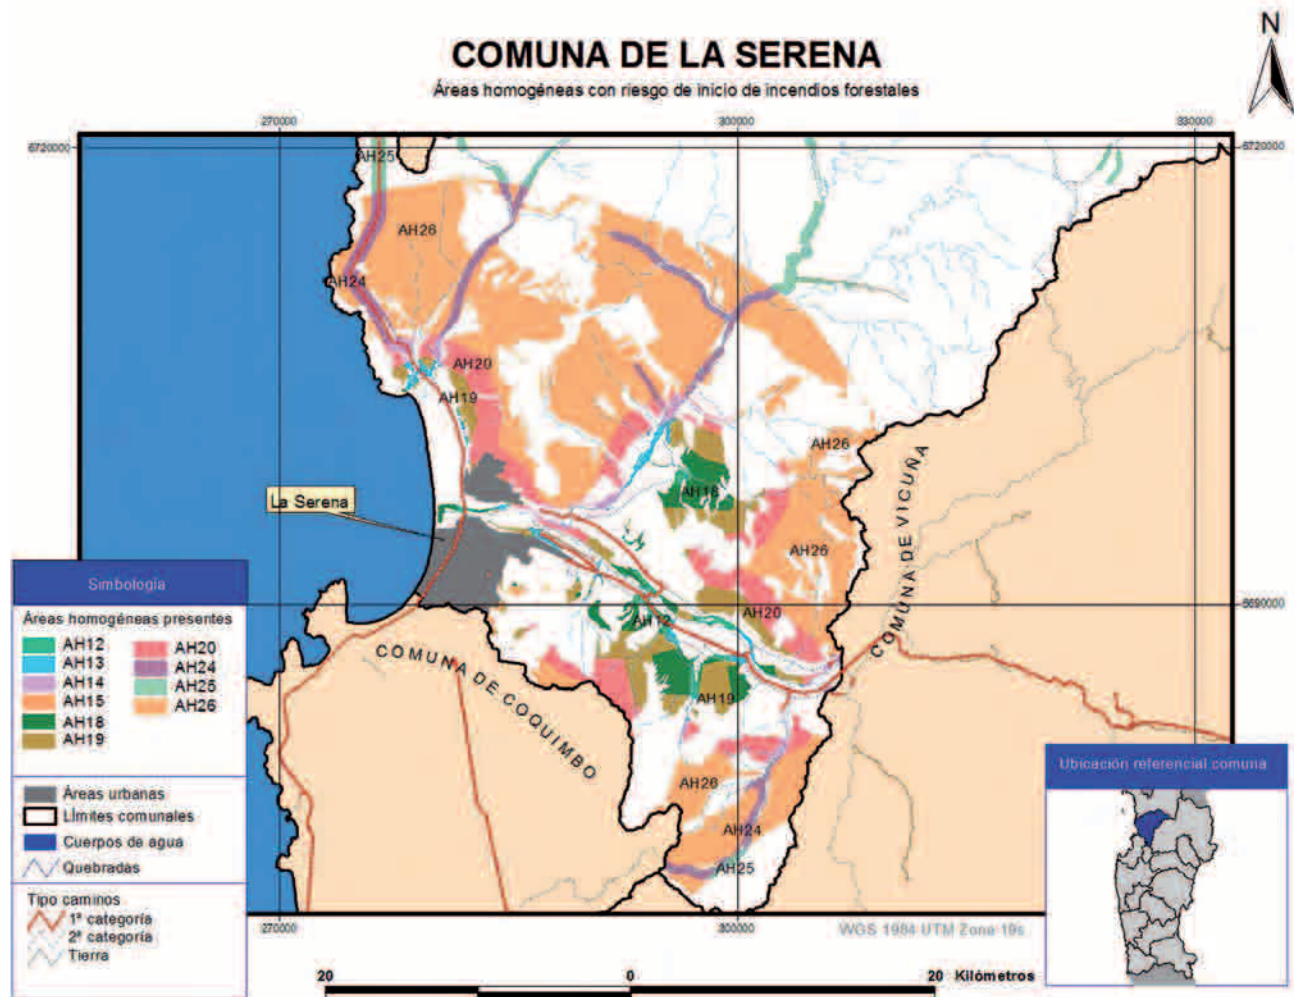 N
COMUNA DE LA SERENA
Áreas homogéneas con riesgo de inicio de incendios forestales
270000
300000
330000
6720000
6720000
AH25
AH26
AH24
AH20
AH19
AH26
AH18
La Serena
AH26
COMUNA DE VICUÑA
6690000
AH12
AH20
COMUNA DE COQUIMBO
AH19
AH26
AH24
AH25
Simbología
Áreas homogéneas presentes
AH12
AH13
AH14
AH15
AH18
AH19
AH20
AH24
AH25
AH26
Áreas urbanas
LÍmites comunales
Cuerpos de agua
Quebradas
Tipo caminos
1ª categoría
2ª categoría
Tierra
Ubicación referencial comuna
270000
300000
WGS 1984 UTM Zone 19s
20
0
20 Kilómetros